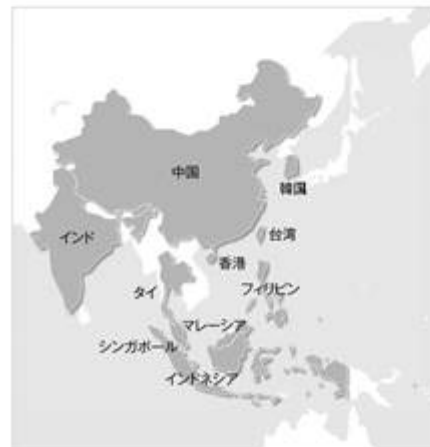 中国
韓国
インド
台湾
香港
タイ
フィリピン
マレーシア
シンガポール
インドネシア